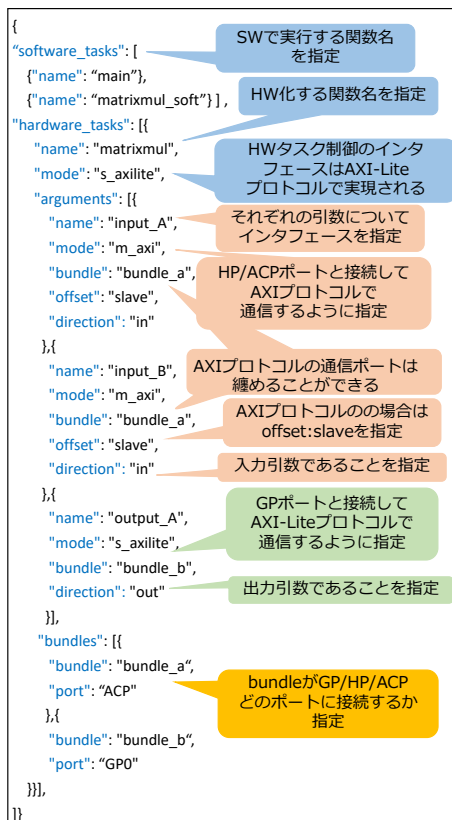 {
“software_tasks": [
{"name": “main”},
{"name": “matrixmul_soft”} ] ,
"hardware_tasks": [{
"name": "matrixmul",
"mode": "s_axilite",
"arguments": [{
"name": "input_A",
"mode": "m_axi",
"bundle": "bundle_a",
"offset": "slave",
"direction": "in"
},{
"name": "input_B",
"mode": "m_axi",
"bundle": "bundle_a",
"offset": "slave",
"direction": "in"
},{
"name": "output_A",
"mode": "s_axilite",
"bundle": "bundle_b",
"direction": "out"
}],
"bundles": [{
"bundle": "bundle_a“,
"port": “ACP"
},{
"bundle": "bundle_b“,
"port": “GP0"
}}],
]}
SWで実行する関数名
を指定
HW化する関数名を指定
HWタスク制御のインタ
フェースはAXI-Lite
プロトコルで実現される
それぞれの引数について
インタフェースを指定
HP/ACPポートと接続して
AXIプロトコルで
通信するように指定
AXIプロトコルの通信ポートは
纏めることができる
AXIプロトコルのの場合は
offset:slaveを指定
入力引数であることを指定
GPポートと接続して
AXI-Liteプロトコルで
通信するように指定
出力引数であることを指定
bundleがGP/HP/ACP
どのポートに接続するか
指定